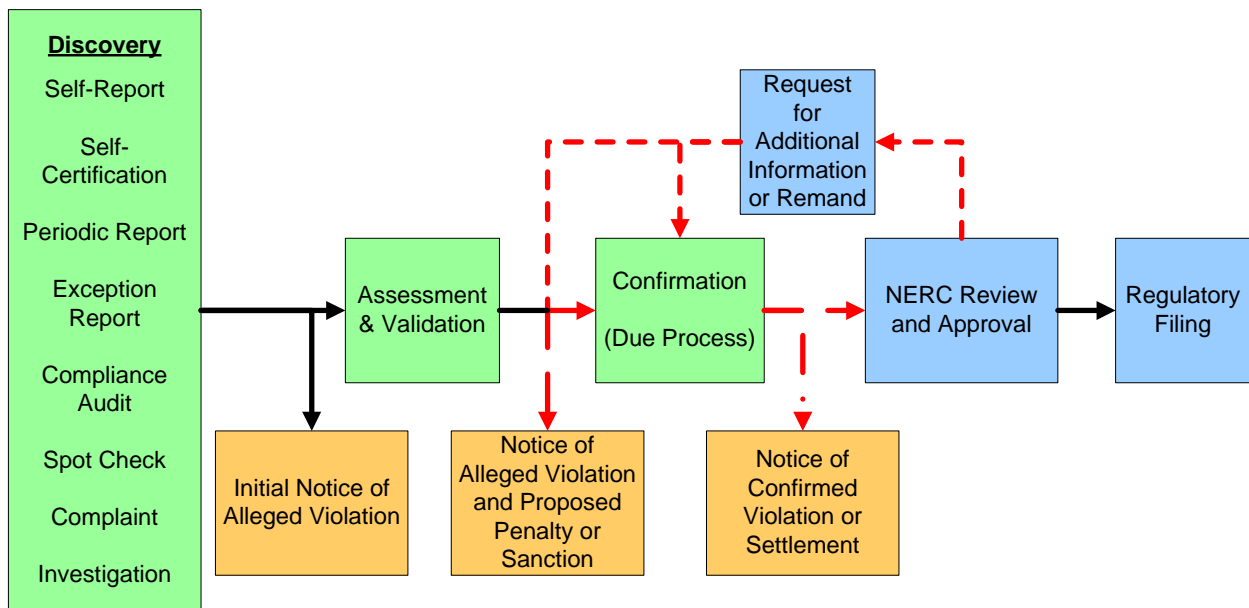 Discovery
Self-Report
Self-
Certification
Periodic Report
Exception
Report
Compliance
Audit
Spot Check
Complaint
Investigation
Assessment
& Validation
Initial Notice of
Alleged Violation
Notice of
Alleged Violation
and Proposed
Penalty or
Sanction
Confirmation
(Due Process)
Request
for
Additional
Information
or Remand
Notice of
Confirmed
Violation or
Settlement
NERC Review
and Approval
Regulatory
Filing